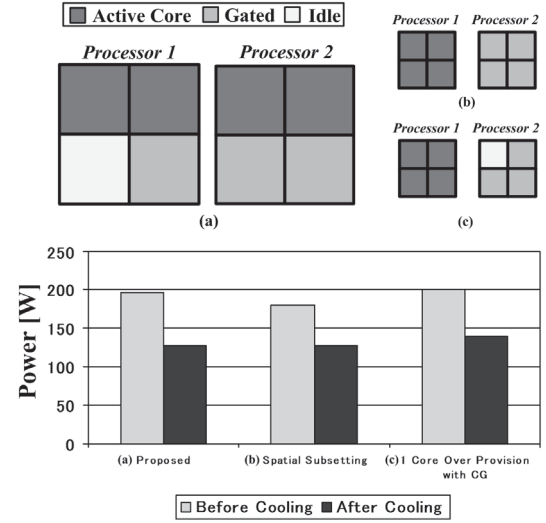 Active Core Gated Idle
Processor 1 Processor 2
(a)
Processor 1 Processor 2
(b)
Processor 1 Processor 2
(c)
Power [W]
250
200
150
100
50
0
(a) Proposed (b) Spatial Subsetting (c) 1 Core Over Provision
with CG
Before Cooling After Cooling